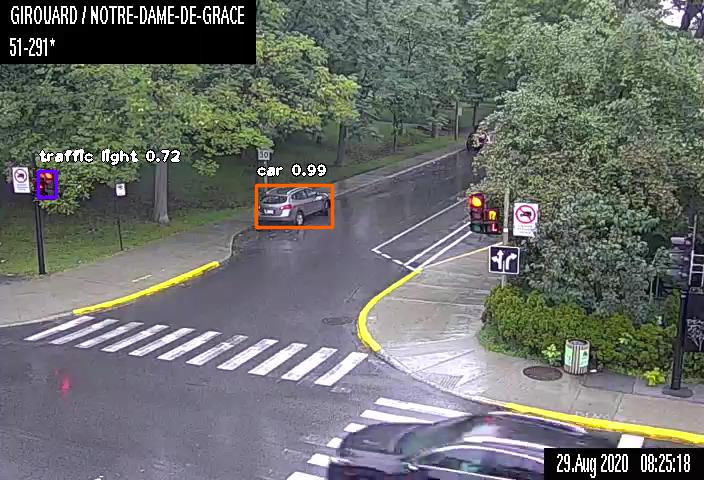 GIROUARD / NOTRE-DAME-DE-GRACE
51-291*
traffic light 0.72
car 0.99
29.Aug 2020 08:25:18